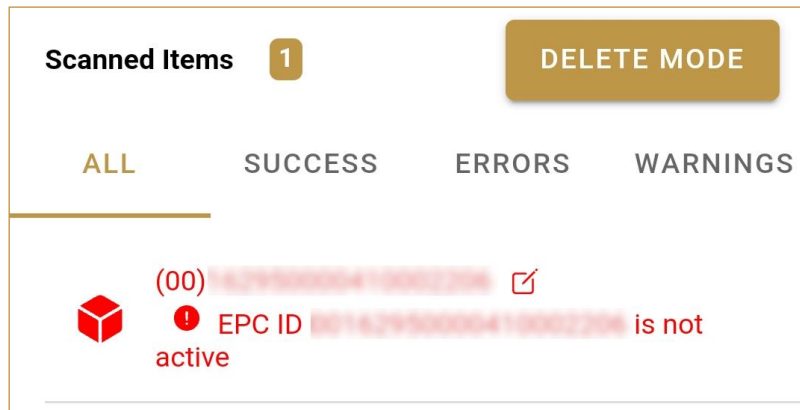 Scanned Items 1 DELETE MODE
ALL SUCCESS ERRORS WARNINGS
(00)
EPC ID is not
active